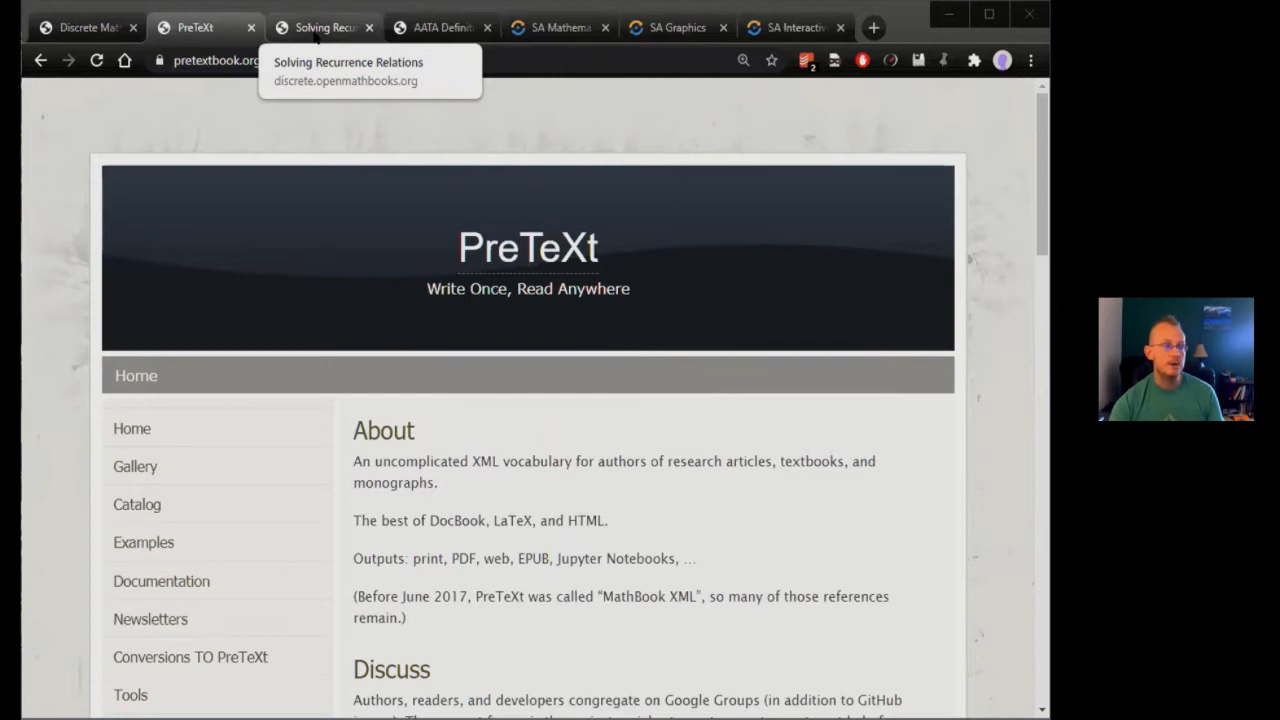 Discrete Mat
PreTeXt
Solving Recu
AATA Definit
SA Mathema
SA Graphics
SA Interactiv
pretextbook.org
2
Solving Recurrence Relations
discrete.openmathbooks.org
PreTeXt
Write Once, Read Anywhere
Home
Home
Gallery
Catalog
Examples
Documentation
Newsletters
Conversions TO PreTeXt
Tools
About
An uncomplicated XML vocabulary for authors of research articles, textbooks, and
monographs.
The best of DocBook, LaTeX, and HTML.
Outputs: print, PDF, web, EPUB, Jupyter Notebooks, …
(Before June 2017, PreTeXt was called “MathBook XML”, so many of those references
remain.)
Discuss
Authors, readers, and developers congregate on Google Groups (in addition to GitHub